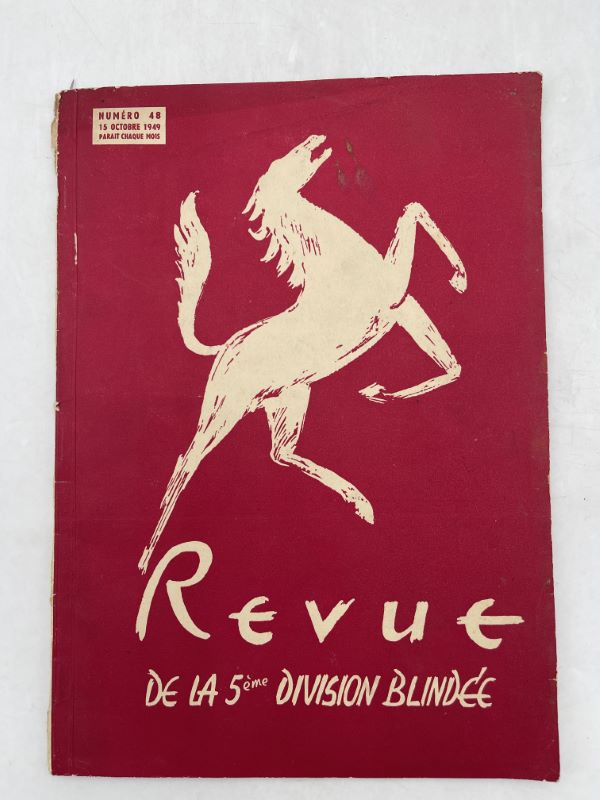 NUMÉRO 48
15 OCTOBRE 1949
PARAIT CHAQUE MOIS
REVUE
DE LA 5ème DIVISION BLINDÉE